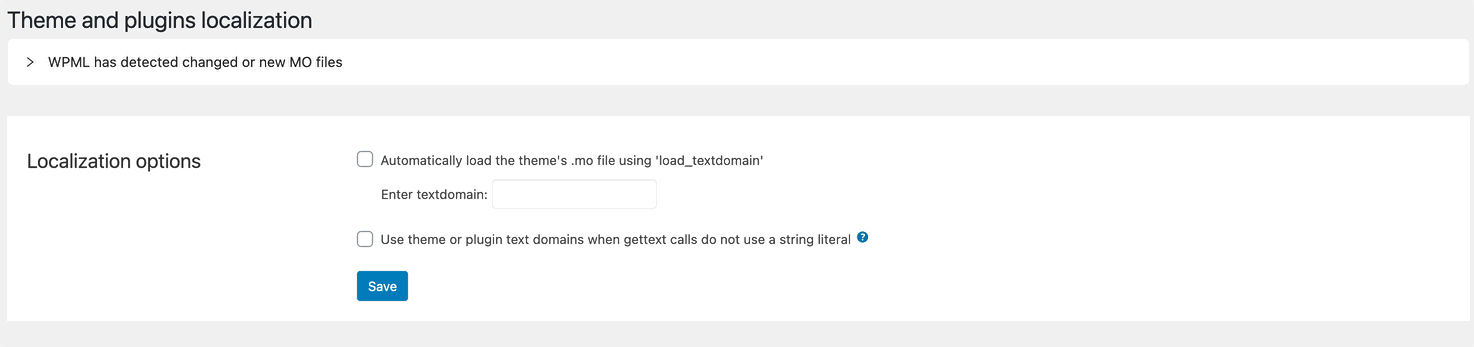 Theme and plugins localization
WPML has detected changed or new MO files
Localization options
Automatically load the theme's .mo file using 'load_textdomain'
Enter textdomain:
Use theme or plugin text domains when gettext calls do not use a string literal ?
Save